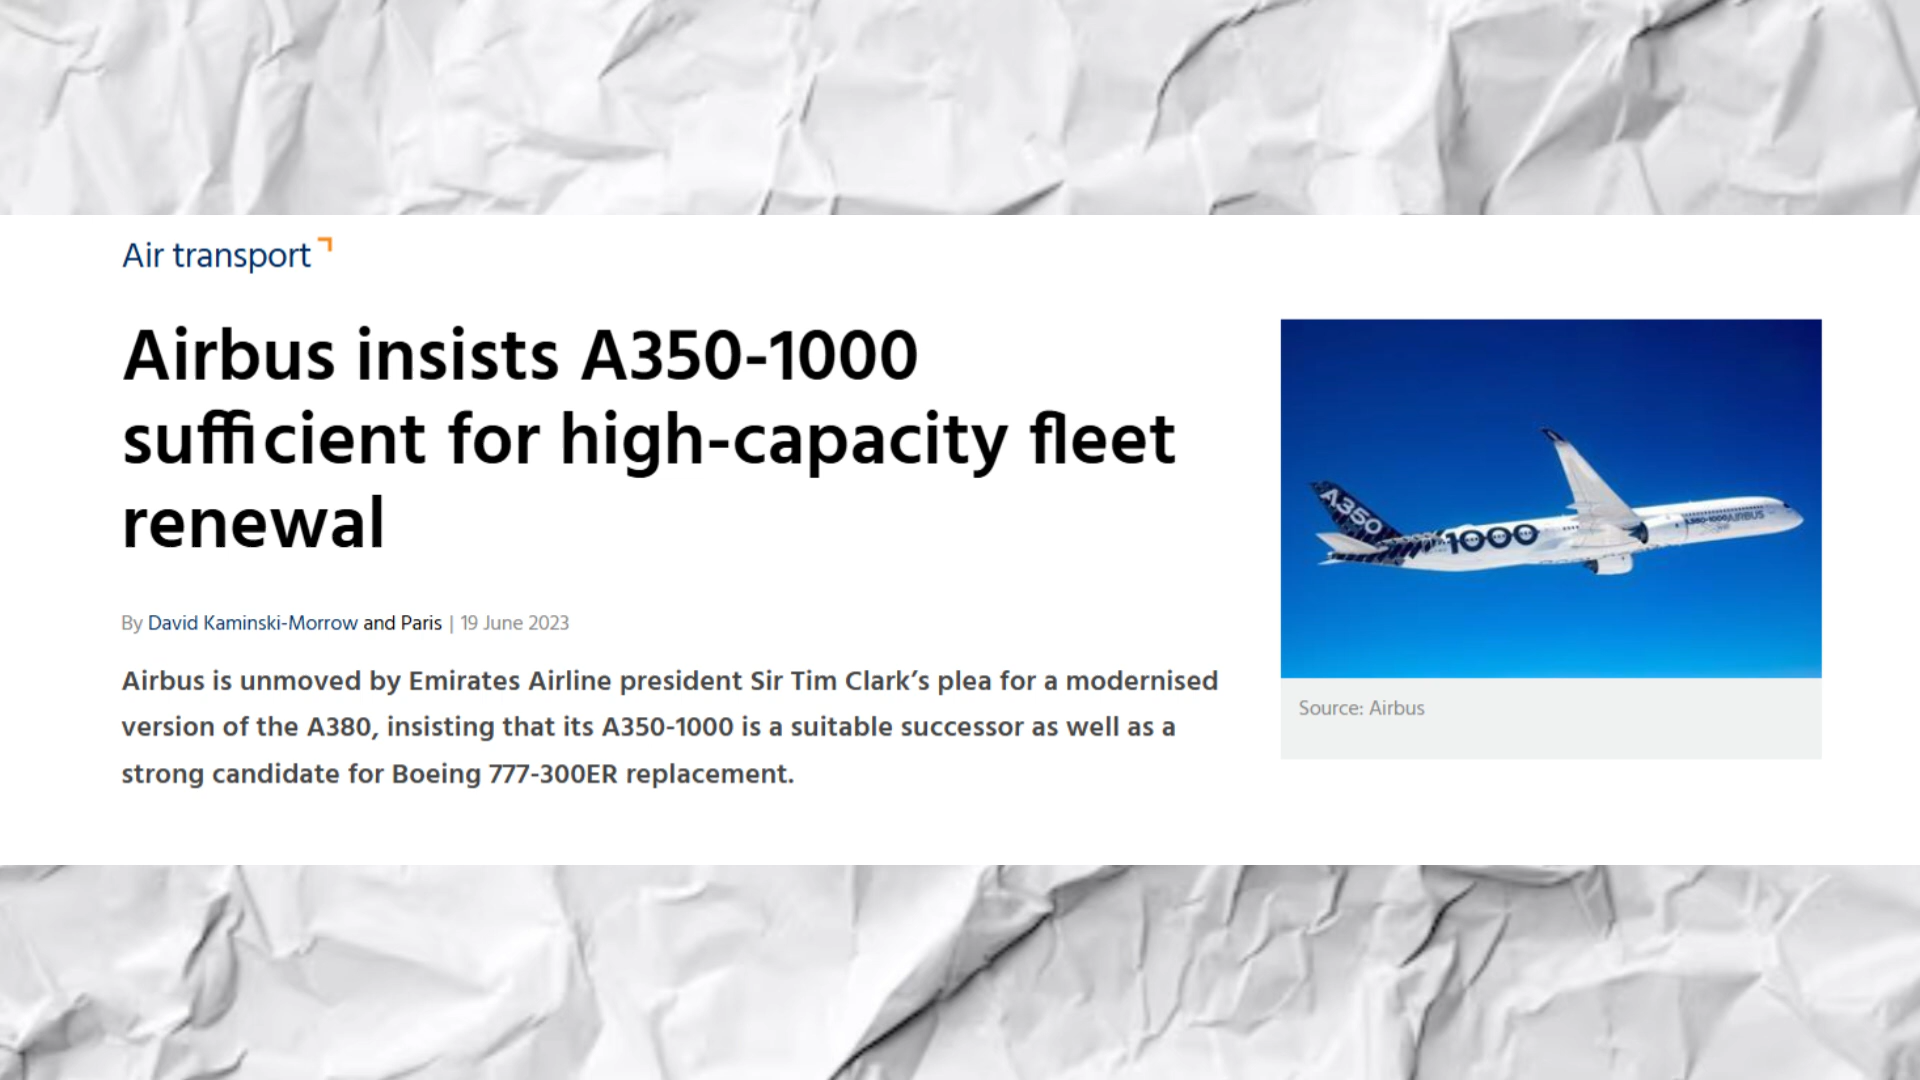 Air transport
Airbus insists A350-1000
sufficient for high-capacity fleet
renewal
By David Kaminski-Morrow and Paris | 19 June 2023
Airbus is unmoved by Emirates Airline president Sir Tim Clark’s plea for a modernised
version of the A380, insisting that its A350-1000 is a suitable successor as well as a
strong candidate for Boeing 777-300ER replacement.
A350
1000
A350-1000 AIRBUS
Source: Airbus